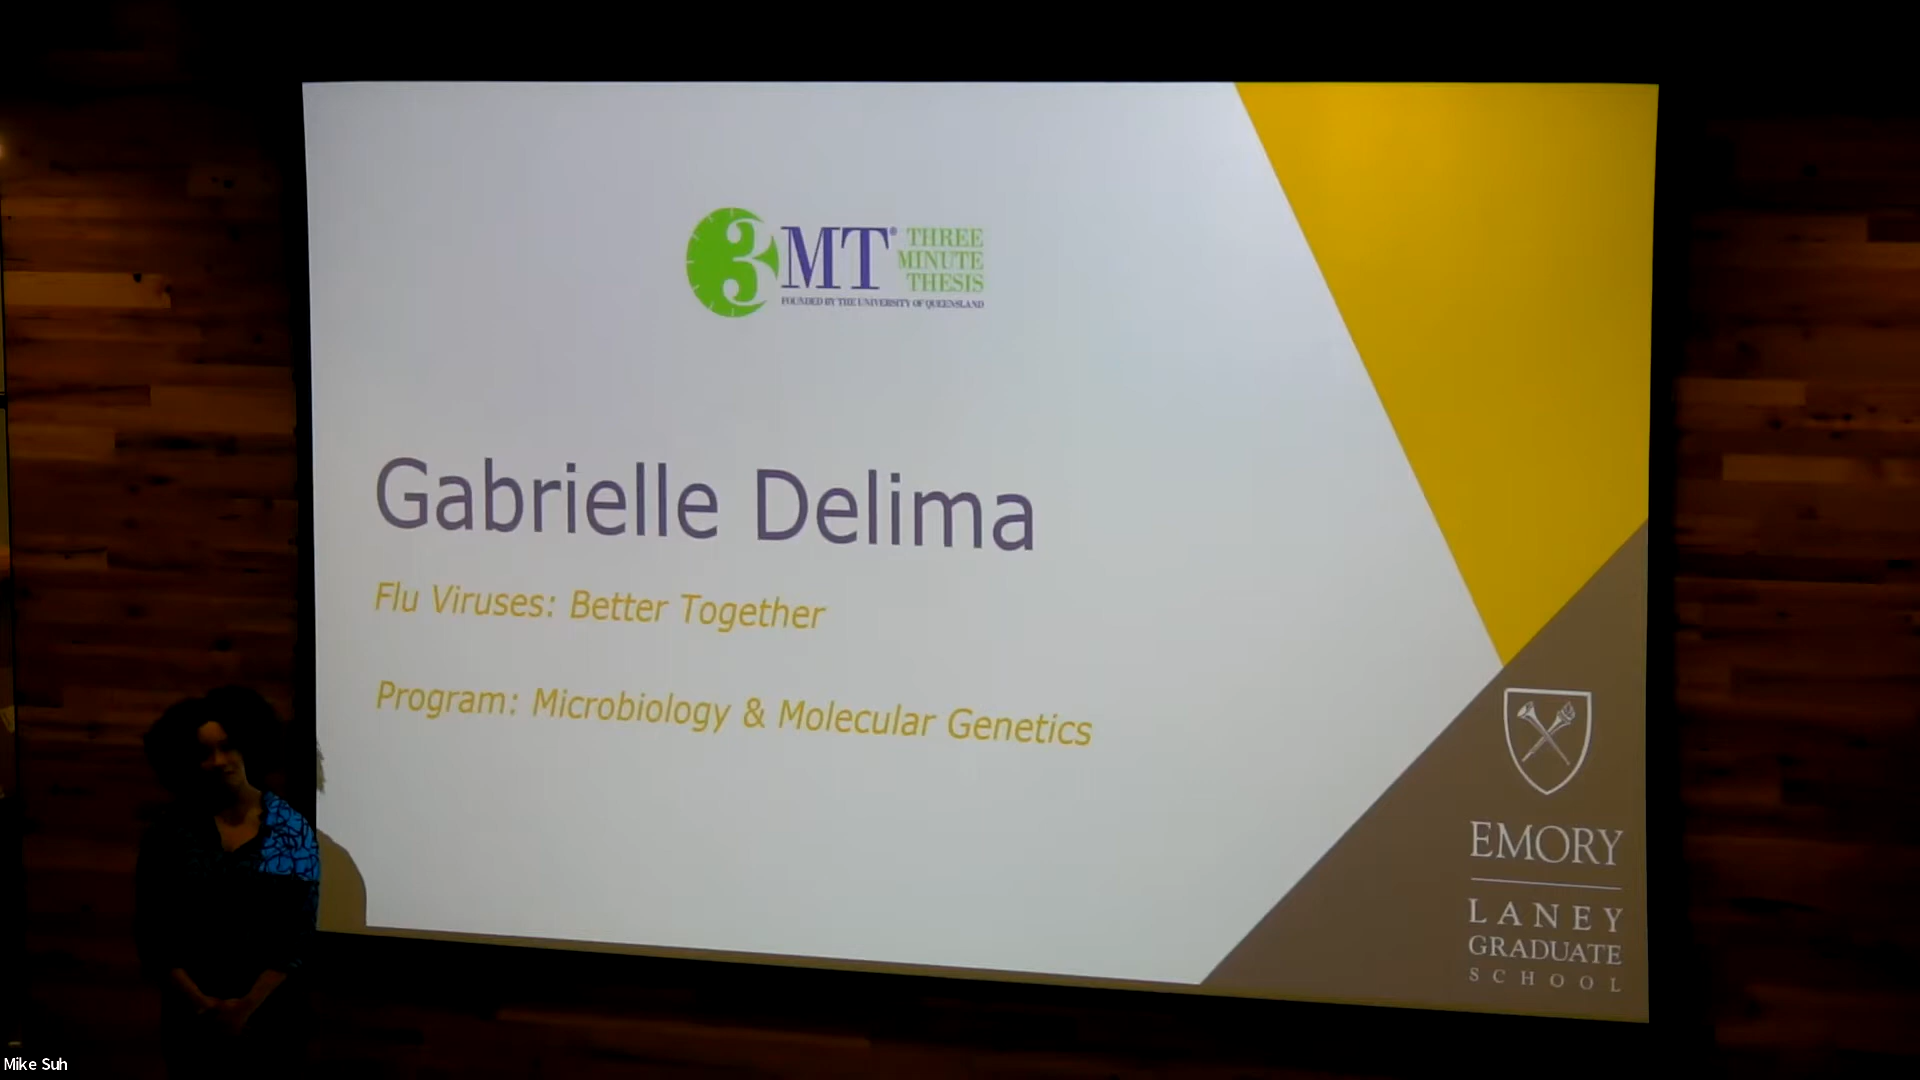 3MT® THREE
MINUTE
THESIS
FOUNDED BY THE UNIVERSITY OF QUEENSLAND
Gabrielle Delima
Flu Viruses: Better Together
Program: Microbiology & Molecular Genetics
EMORY
LANEY
GRADUATE
SCHOOL
Mike Suh